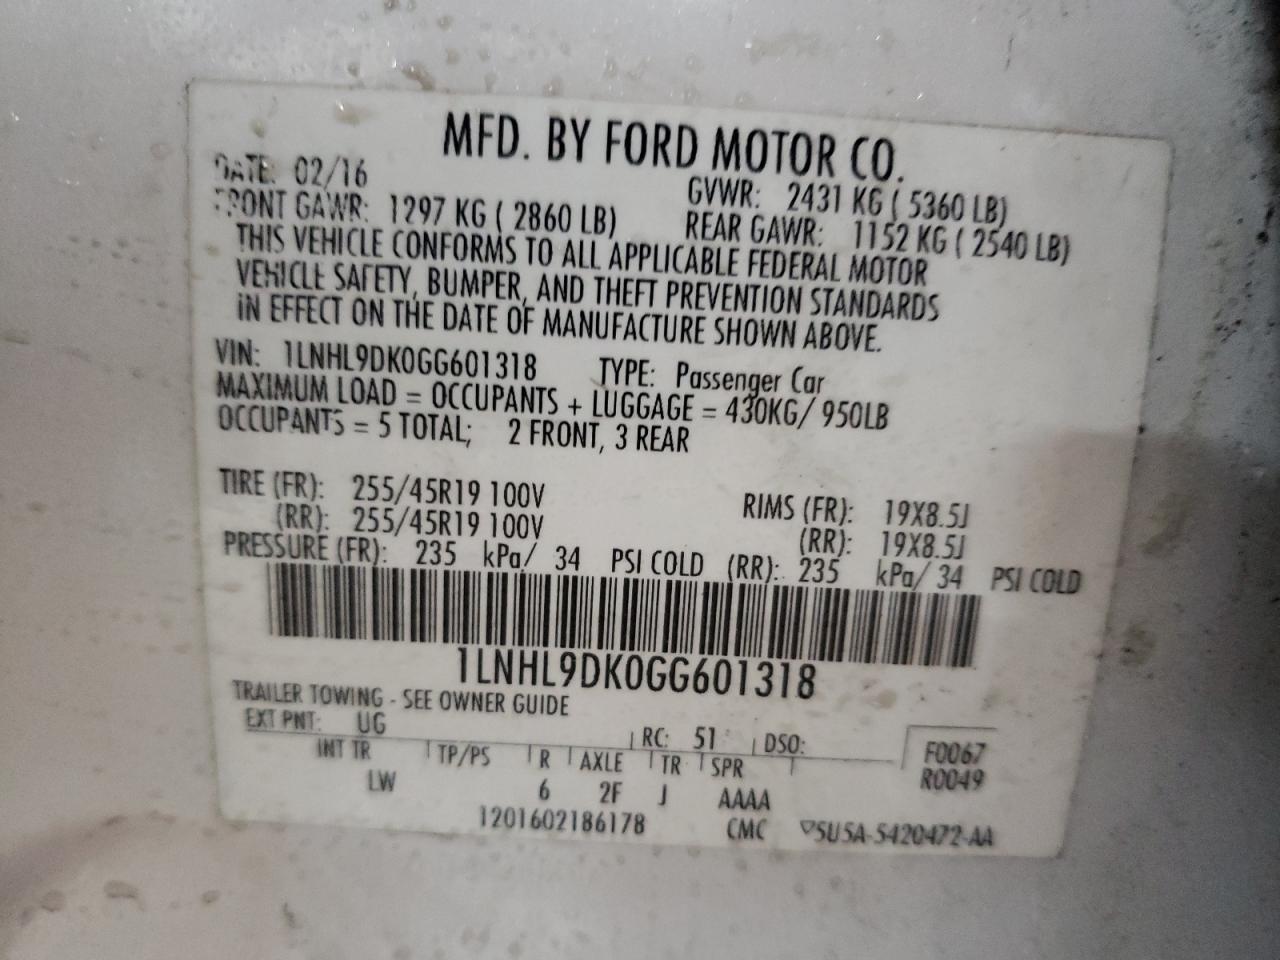 MFD. BY FORD MOTOR CO.
DATE: 02/16 GVWR: 2431 KG ( 5360 LB)
FRONT GAWR: 1297 KG ( 2860 LB) REAR GAWR: 1152 KG ( 2540 LB)
THIS VEHICLE CONFORMS TO ALL APPLICABLE FEDERAL MOTOR
VEHICLE SAFETY, BUMPER, AND THEFT PREVENTION STANDARDS
IN EFFECT ON THE DATE OF MANUFACTURE SHOWN ABOVE.
VIN: 1LNHL9DK0GG601318 TYPE: Passenger Car
MAXIMUM LOAD = OCCUPANTS + LUGGAGE = 430KG/ 950LB
OCCUPANTS = 5 TOTAL; 2 FRONT, 3 REAR
TIRE (FR): 255/45R19 100V RIMS (FR): 19X8.5J
(RR): 255/45R19 100V (RR): 19X8.5J
PRESSURE (FR): 235 kPa/ 34 PSI COLD (RR): 235 kPa/ 34 PSI COLD
1LNHL9DK0GG601318
TRAILER TOWING - SEE OWNER GUIDE
EXT PNT: UG RC: 51 DSO: F0067
INT TR TP/PS R AXLE TR SPR R0049
LW 6 2F J AAAA
1201602186178 CMC ▽5U5A-5420472-AA